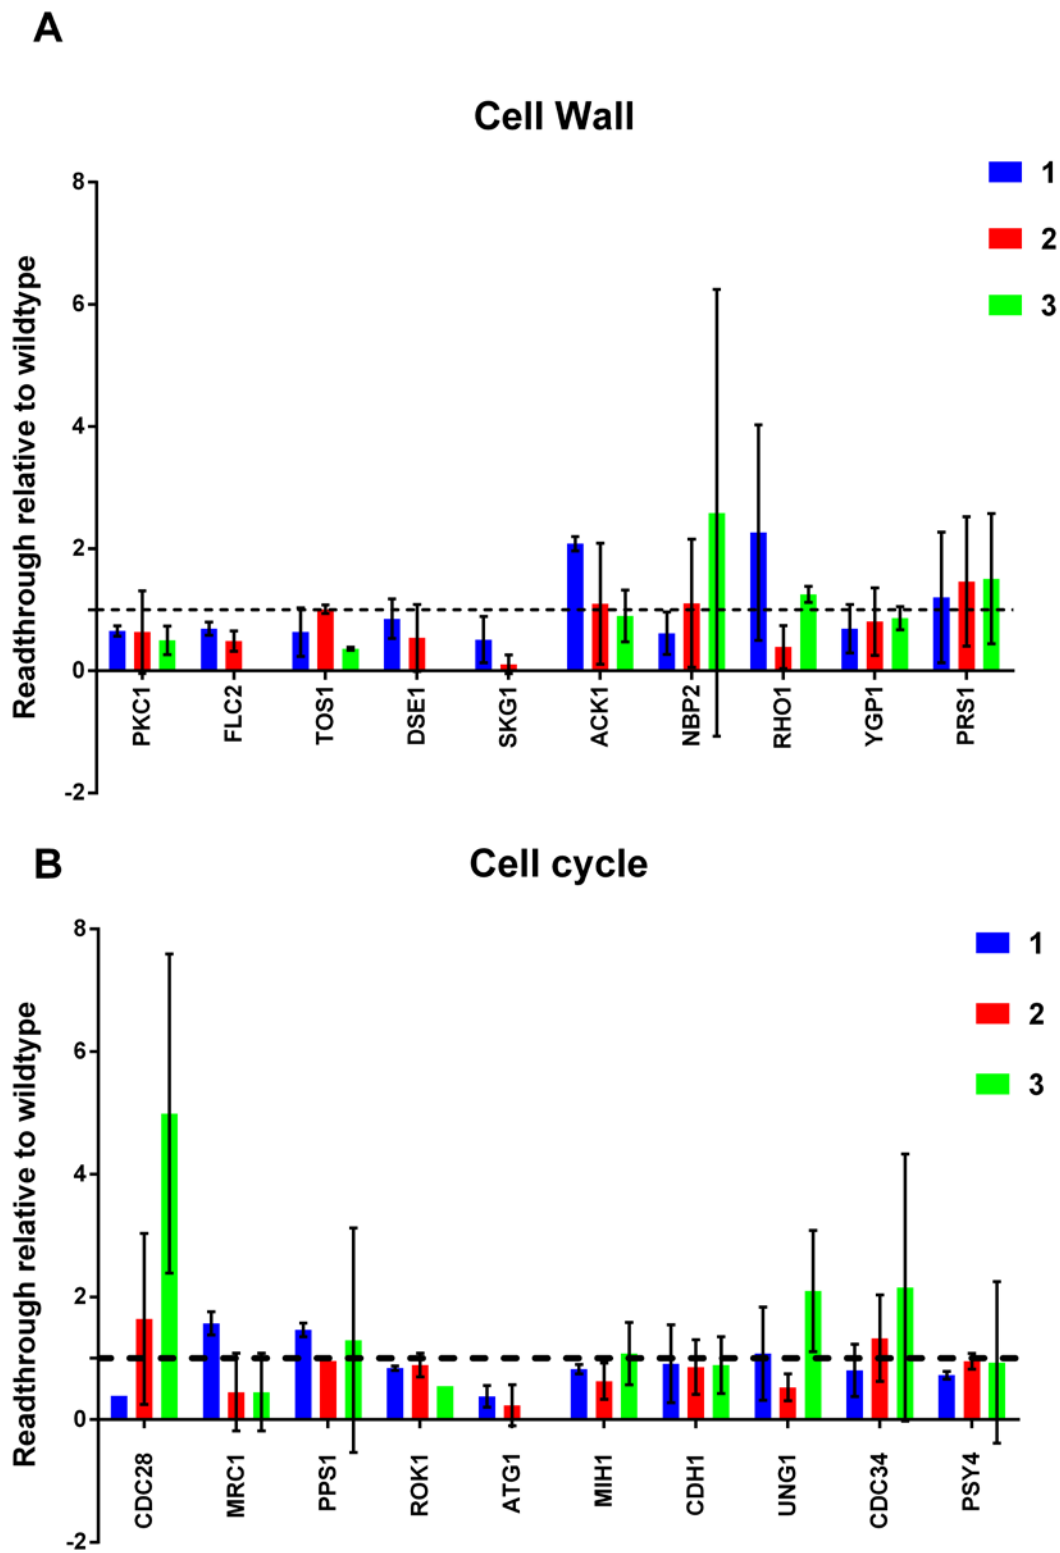 A
Cell Wall
1
2
3
Readthrough relative to wildtype
8
6
4
2
0
-2
PKC1
FLC2
TOS1
DSE1
SKG1
ACK1
NBP2
RHO1
YGP1
PRS1
B
Cell cycle
1
2
3
Readthrough relative to wildtype
8
6
4
2
0
-2
CDC28
MRC1
PPS1
ROK1
ATG1
MIH1
CDH1
UNG1
CDC34
PSY4